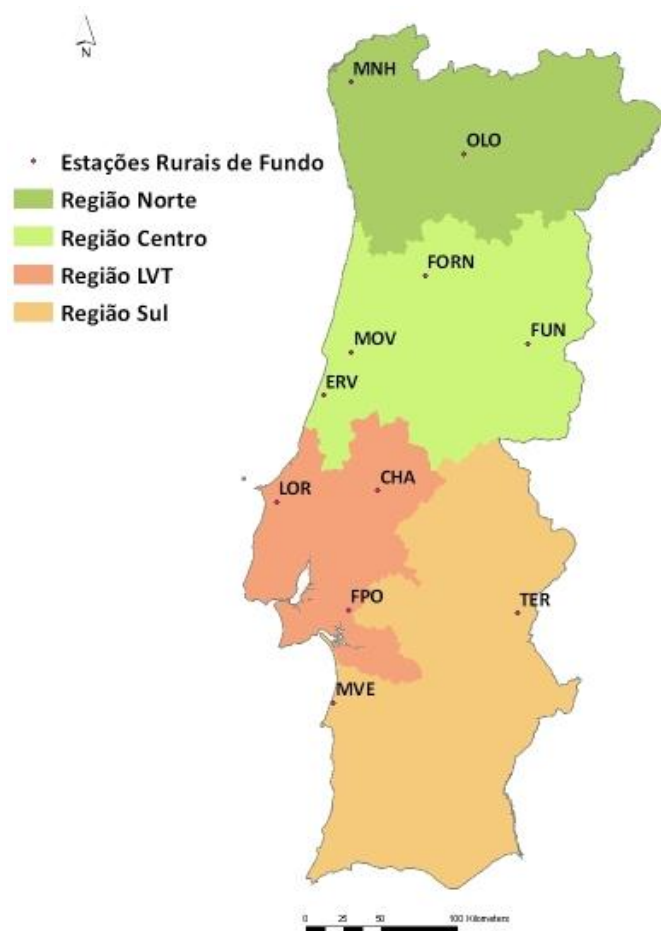 N
MNH
OLO
Estações Rurais de Fundo
Região Norte
Região Centro
Região LVT
Região Sul
FORN
MOV
FUN
ERV
LOR
CHA
FPO
TER
MVE
0 25 50 100 Kilometers